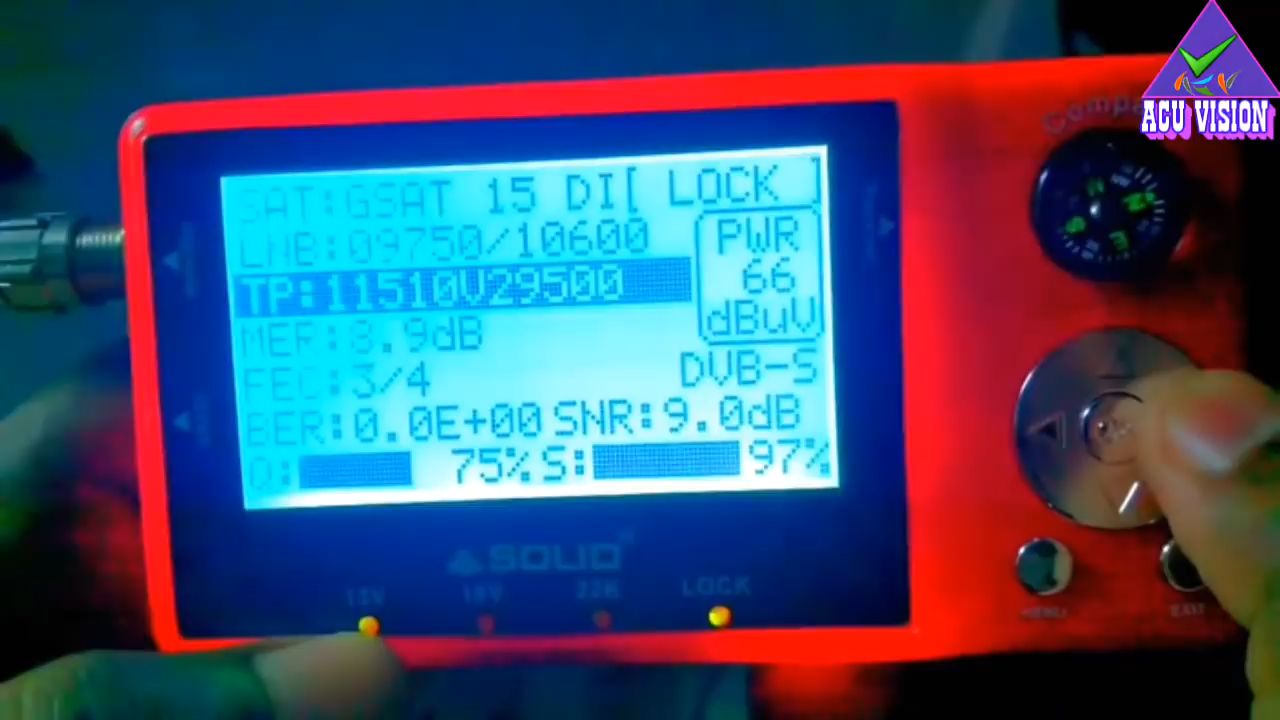 ACU VISION
SAT:GSAT 15 DI[ LOCK ]
LNB:09750/10600
PWR
66
dBuV
TP:11510V29500
MER:8.9dB
FEC:3/4
DVB-S
BER:0.0E+00 SNR:9.0dB
Q: 75% S: 97%
SOLID
13V 18V 22K LOCK
MENU
EXIT